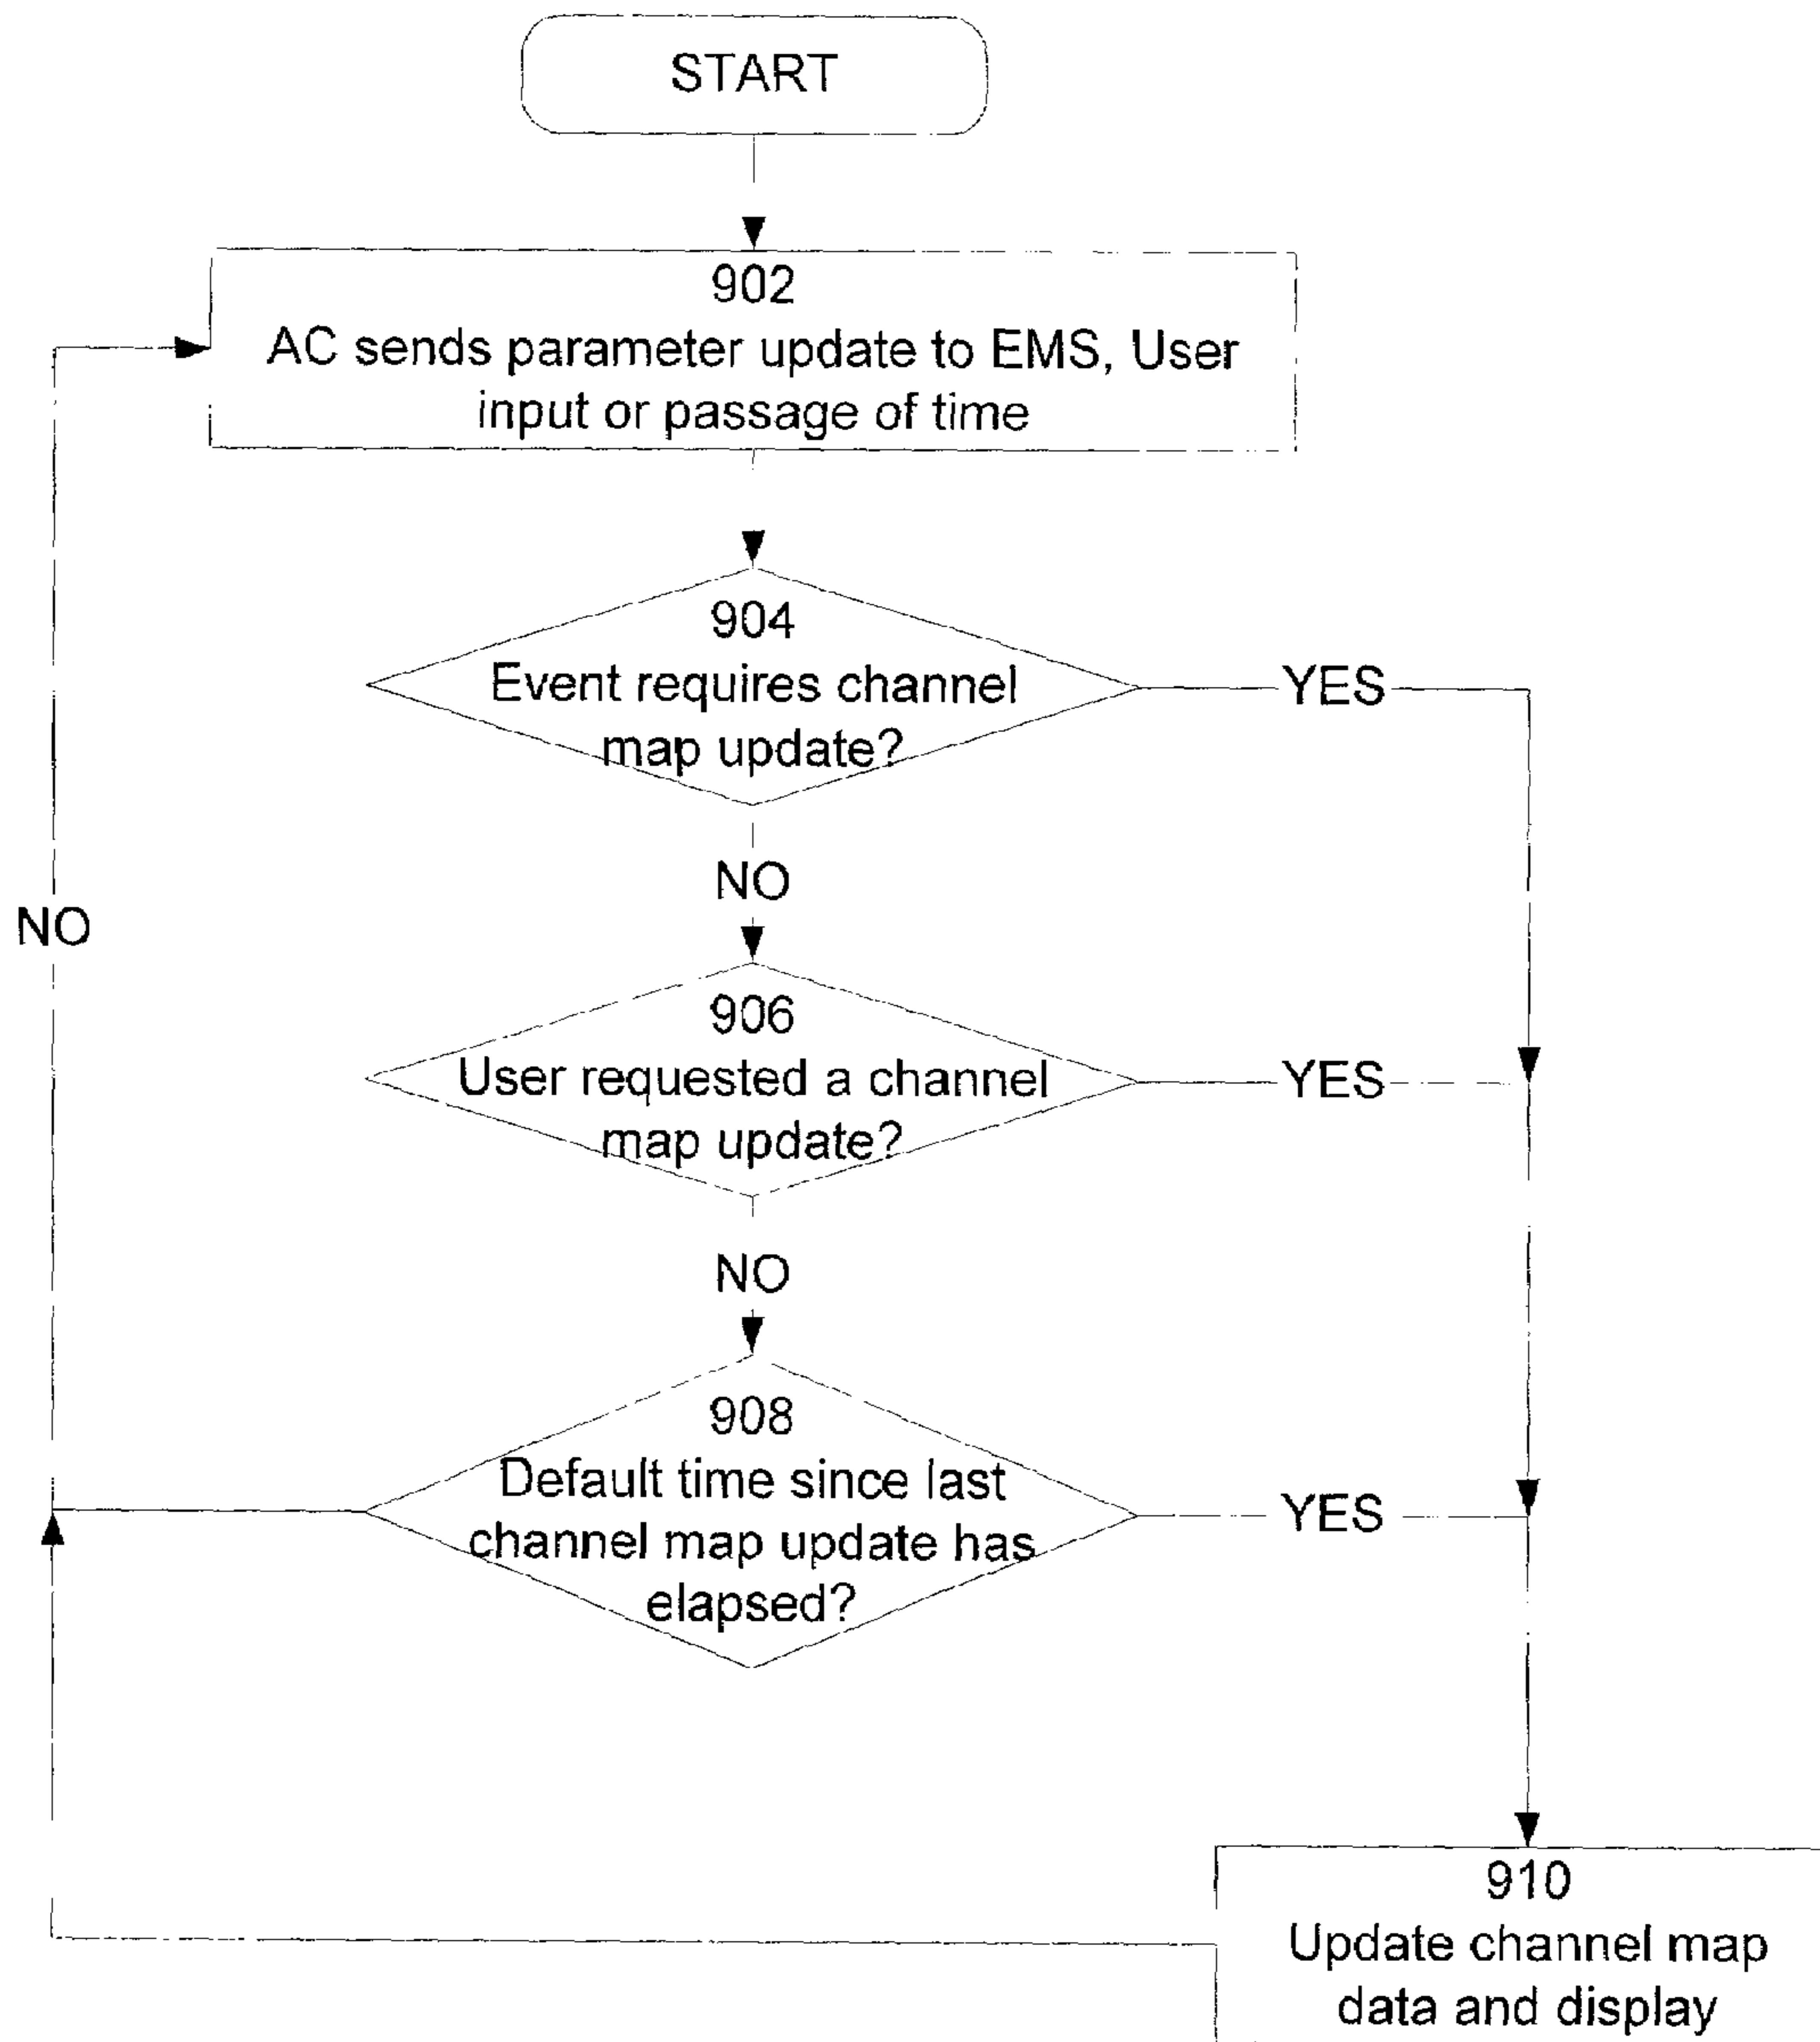 START
902
AC sends parameter update to EMS, User
input or passage of time
904
Event requires channel
map update?
YES
NO
NO
906
User requested a channel
map update?
YES
NO
908
Default time since last
channel map update has
elapsed?
YES
910
Update channel map
data and display